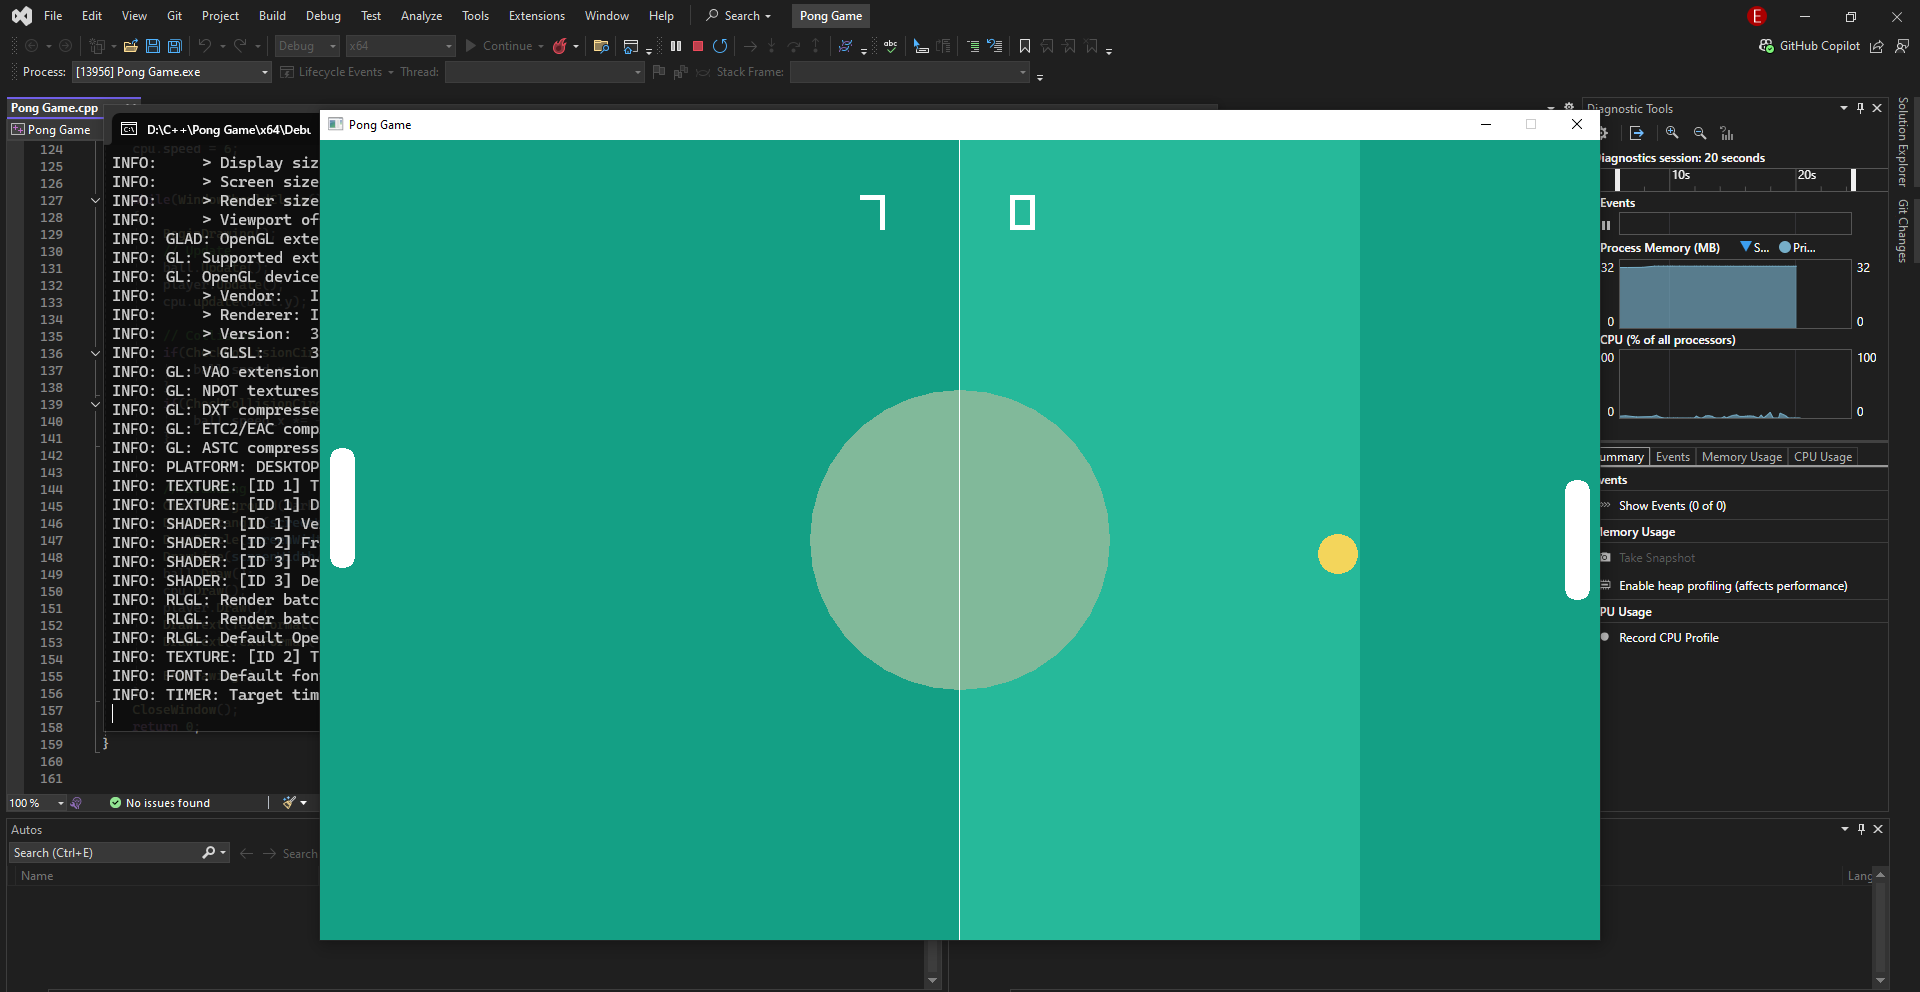 File Edit View Git Project Build Debug Test Analyze Tools Extensions Window Help Search Pong Game E
Debug x64 Continue GitHub Copilot
Process: [13956] Pong Game.exe Lifecycle Events Thread: Stack Frame:
Pong Game.cpp
Pong Game
D:\C++\Pong Game\x64\Debu
Pong Game
7 0
124 cpu.speed = 6;
125
126
127
128
129
130
131
132
133
134
135
136
137
138
139
140
141
142
143
144
145
146
147
148
149
150
151
152
153
154
155
156
157 CloseWindow();
158 return 0;
159 }
160
161
INFO: > Display siz
INFO: > Screen size
INFO: > Render size
INFO: > Viewport of
INFO: GLAD: OpenGL exte
INFO: GL: Supported ext
INFO: GL: OpenGL device
INFO: > Vendor: I
INFO: > Renderer: I
INFO: > Version: 3
INFO: > GLSL: 3
INFO: GL: VAO extension
INFO: GL: NPOT textures
INFO: GL: DXT compresse
INFO: GL: ETC2/EAC comp
INFO: GL: ASTC compress
INFO: PLATFORM: DESKTOP
INFO: TEXTURE: [ID 1] T
INFO: TEXTURE: [ID 1] D
INFO: SHADER: [ID 1] Ve
INFO: SHADER: [ID 2] Fr
INFO: SHADER: [ID 3] Pr
INFO: SHADER: [ID 3] De
INFO: RLGL: Render batc
INFO: RLGL: Render batc
INFO: RLGL: Default Ope
INFO: TEXTURE: [ID 2] T
INFO: FONT: Default fon
INFO: TIMER: Target tim
100 % No issues found
Autos
Search (Ctrl+E) Search
Name
Lang
Diagnostic Tools
iagnostics session: 20 seconds
10s 20s
Events
Process Memory (MB) S... Pri...
32 32
0 0
CPU (% of all processors)
00 100
0 0
ummary Events Memory Usage CPU Usage
vents
Show Events (0 of 0)
lemory Usage
Take Snapshot
Enable heap profiling (affects performance)
PU Usage
Record CPU Profile
Solution Explorer
Git Changes